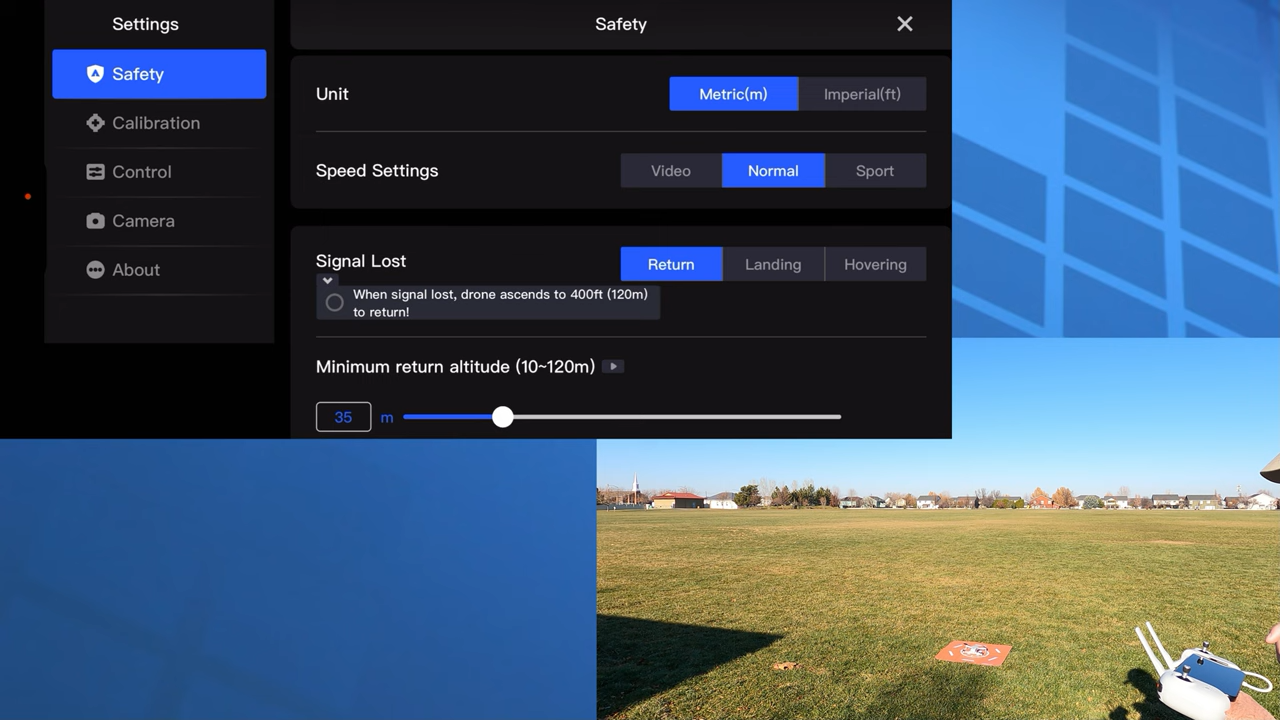 Settings
Safety
Calibration
Control
Camera
About
Safety
Unit
Metric(m)
Imperial(ft)
Speed Settings
Video
Normal
Sport
Signal Lost
Return
Landing
Hovering
When signal lost, drone ascends to 400ft (120m)
to return!
Minimum return altitude (10~120m)
35
m